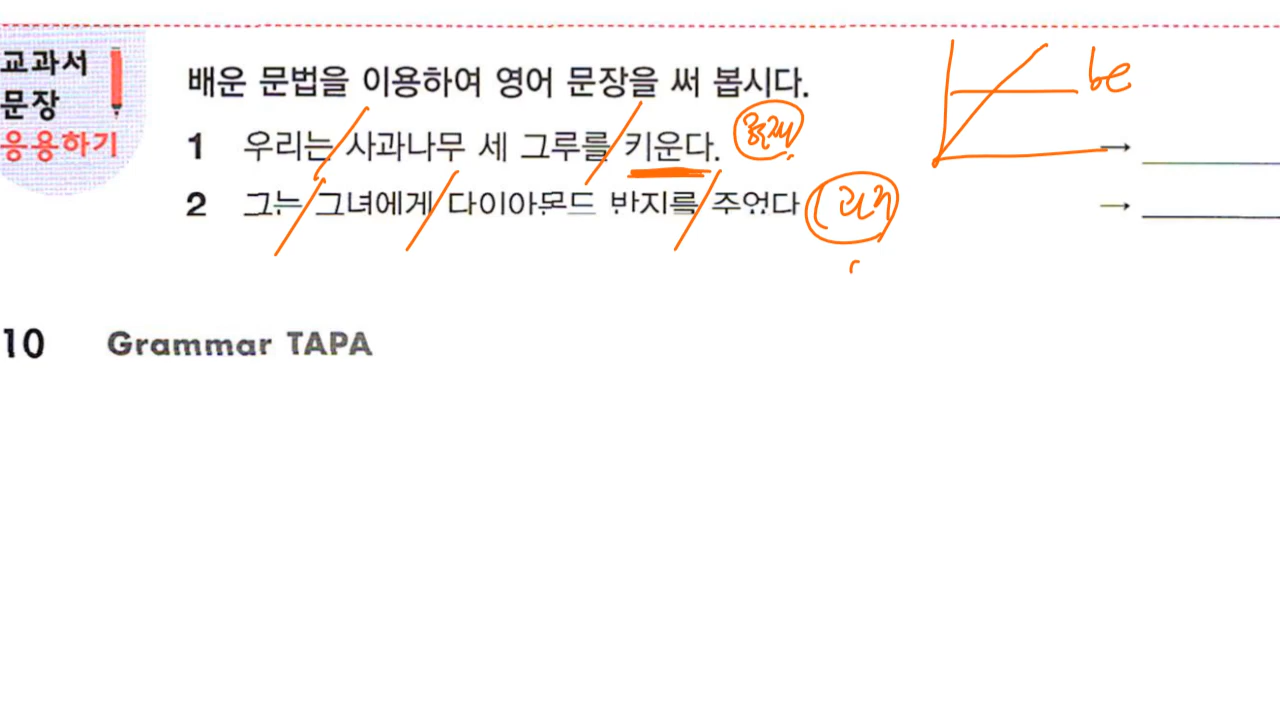 교과서
문장
응용하기
배운 문법을 이용하여 영어 문장을 써 봅시다.
be
1 우리는 사과나무 세 그루를 키운다. 현재 →
2 그는 그녀에게 다이아몬드 반지를 주었다 과거 →
10 Grammar TAPA